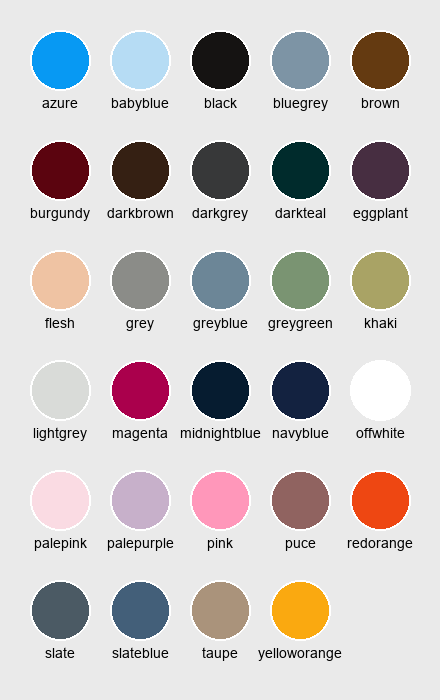 azure babyblue black bluegrey brown
burgundy darkbrown darkgrey darkteal eggplant
flesh grey greyblue greygreen khaki
lightgrey magenta midnightblue navyblue offwhite
palepink palepurple pink puce redorange
slate slateblue taupe yelloworange